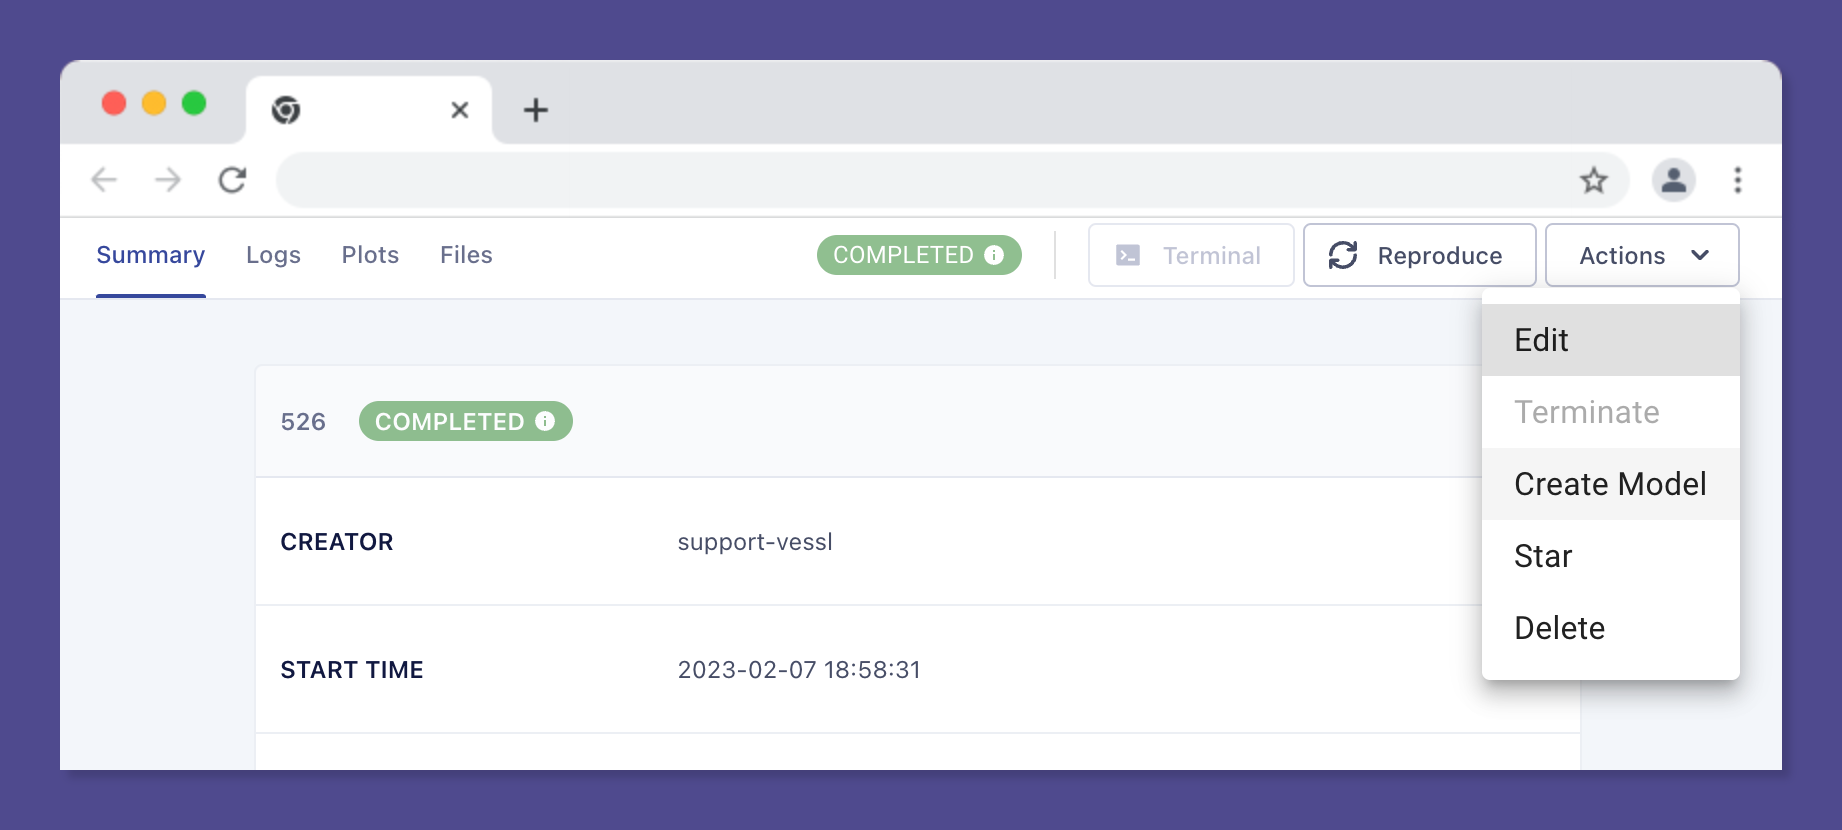 Summary Logs Plots Files COMPLETED Terminal Reproduce Actions
Edit
Terminate
Create Model
Star
Delete
526 COMPLETED
CREATOR support-vessl
START TIME 2023-02-07 18:58:31